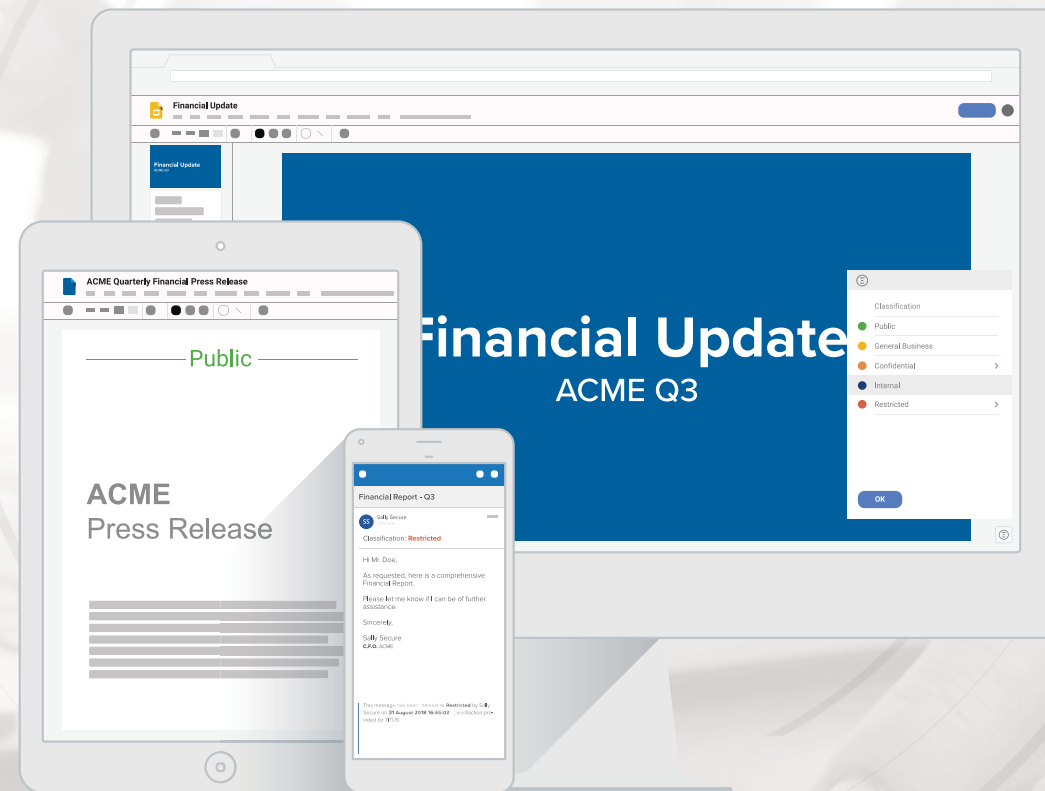 Financial Update
Financial Update
ACME Q3
Financial Update
ACME Q3
Classification
Public
General Business
Confidential
Internal
Restricted
OK
ACME Quarterly Financial Press Release
Public
ACME
Press Release
Financial Report - Q3
SS
Sally Secure
Classification: Restricted
Hi Mr. Doe,
As requested, here is a comprehensive
Financial Report.
Please let me know if I can be of further
assistance.
Sincerely,
Sally Secure
C.F.O. ACME
This message has been marked as Restricted by Sally
Secure on 31 August 2018 16:55:02. Classification pro-
vided by TITUS